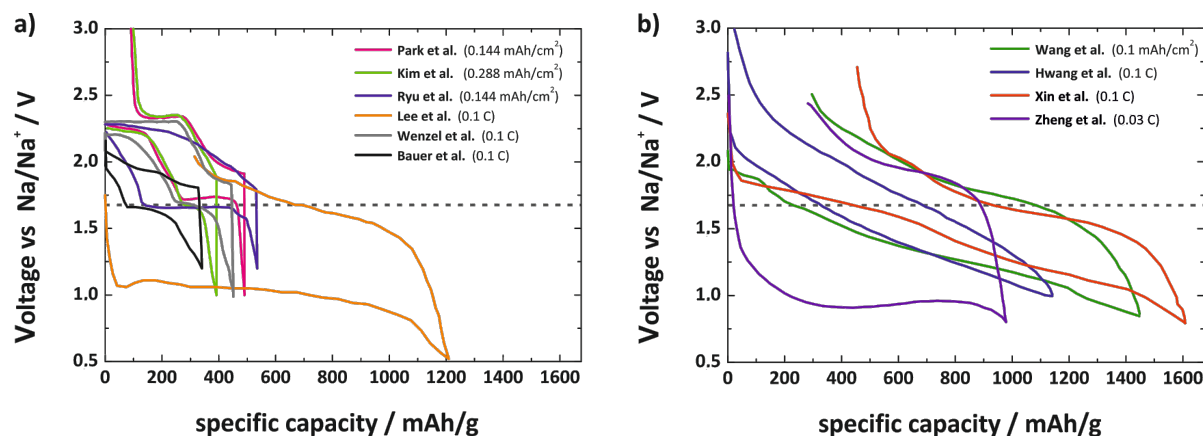 a)
3.0
2.5
2.0
1.5
1.0
0.5
Voltage vs Na/Na⁺ / V
Park et al. (0.144 mAh/cm²)
Kim et al. (0.288 mAh/cm²)
Ryu et al. (0.144 mAh/cm²)
Lee et al. (0.1 C)
Wenzel et al. (0.1 C)
Bauer et al. (0.1 C)
0 200 400 600 800 1000 1200 1400 1600
specific capacity / mAh/g
b)
3.0
2.5
2.0
1.5
1.0
0.5
Voltage vs Na/Na⁺ / V
Wang et al. (0.1 mAh/cm²)
Hwang et al. (0.1 C)
Xin et al. (0.1 C)
Zheng et al. (0.03 C)
0 200 400 600 800 1000 1200 1400 1600
specific capacity / mAh/g